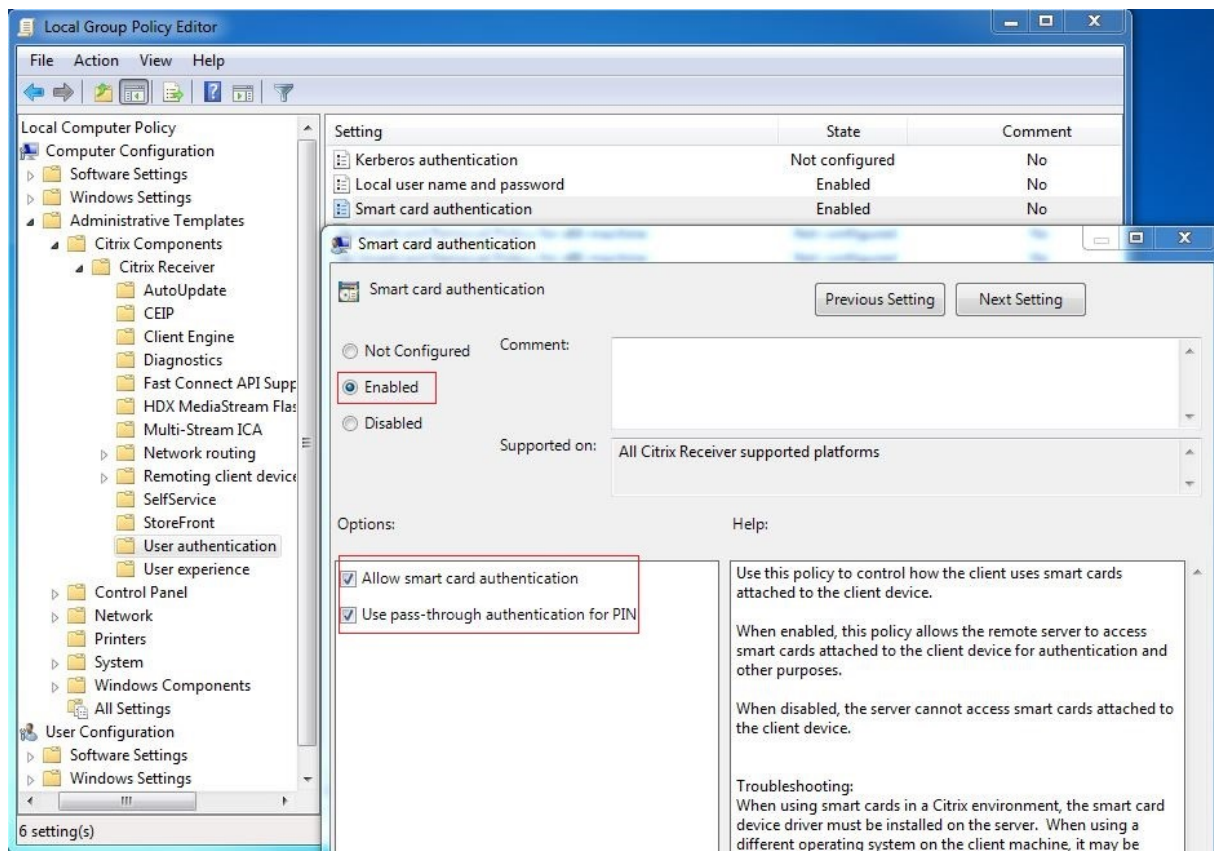 Local Group Policy Editor
File Action View Help
Local Computer Policy
Computer Configuration
Software Settings
Windows Settings
Administrative Templates
Citrix Components
Citrix Receiver
AutoUpdate
CEIP
Client Engine
Diagnostics
Fast Connect API Supp
HDX MediaStream Flas
Multi-Stream ICA
Network routing
Remoting client device
SelfService
StoreFront
User authentication
User experience
Control Panel
Network
Printers
System
Windows Components
All Settings
User Configuration
Software Settings
Windows Settings
6 setting(s)
Setting State Comment
Kerberos authentication Not configured No
Local user name and password Enabled No
Smart card authentication Enabled No
Smart card authentication
Smart card authentication
Previous Setting Next Setting
Not Configured Comment:
Enabled
Disabled
Supported on: All Citrix Receiver supported platforms
Options: Help:
Allow smart card authentication
Use pass-through authentication for PIN
Use this policy to control how the client uses smart cards
attached to the client device.
When enabled, this policy allows the remote server to access
smart cards attached to the client device for authentication and
other purposes.
When disabled, the server cannot access smart cards attached to
the client device.
Troubleshooting:
When using smart cards in a Citrix environment, the smart card
device driver must be installed on the server. When using a
different operating system on the client machine, it may be